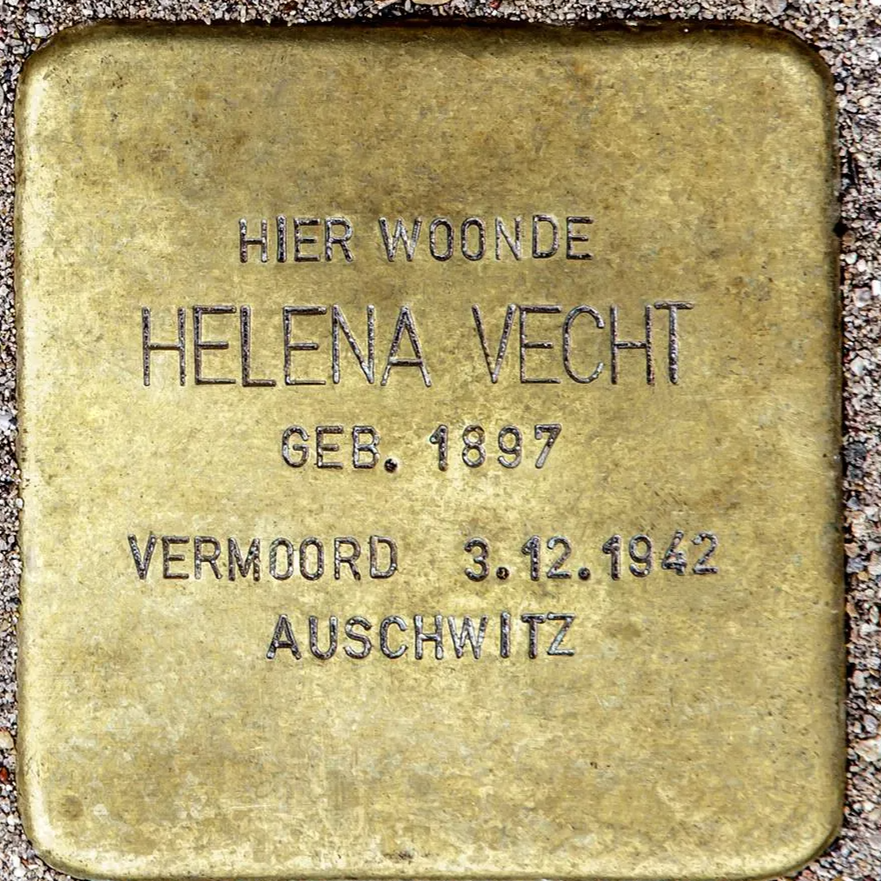 HIER WOONDE
HELENA VECHT
GEB. 1897
VERMOORD 3.12.1942
AUSCHWITZ